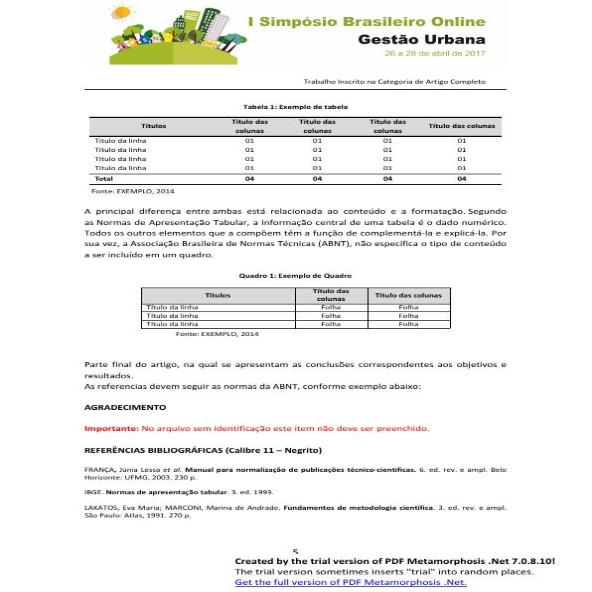 I Simpósio Brasileiro Online
Gestão Urbana
26 a 28 de abril de 2017
Trabalho Inscrito na Categoria de Artigo Completo
Tabela 1: Exemplo de tabela
Títulos Título das colunas Título das colunas Título das colunas Título das colunas
Título da linha 01 01 01 01
Título da linha 01 01 01 01
Título da linha 01 01 01 01
Título da linha 01 01 01 01
Total 04 04 04 04
Fonte: EXEMPLO, 2014
A principal diferença entre ambas está relacionada ao conteúdo e a formatação. Segundo
as Normas de Apresentação Tabular, a informação central de uma tabela é o dado numérico.
Todos os outros elementos que a compõem têm a função de complementá-la e explicá-la. Por
sua vez, a Associação Brasileira de Normas Técnicas (ABNT), não especifica o tipo de conteúdo
a ser incluído em um quadro.
Quadro 1: Exemplo de Quadro
Títulos Título das colunas Título das colunas
Título da linha Folha Folha
Título da linha Folha Folha
Título da linha Folha Folha
Fonte: EXEMPLO, 2014
Parte final do artigo, na qual se apresentam as conclusões correspondentes aos objetivos e
resultados.
As referencias devem seguir as normas da ABNT, conforme exemplo abaixo:
AGRADECIMENTO
Importante: No arquivo sem identificação este item não deve ser preenchido.
REFERÊNCIAS BIBLIOGRÁFICAS (Calibre 11 – Negrito)
FRANÇA, Júnia Lessa et al. Manual para normalização de publicações técnico-científicas. 6. ed. rev. e ampl. Belo
Horizonte: UFMG, 2003. 230 p.
IBGE. Normas de apresentação tabular. 3. ed. 1993.
LAKATOS, Eva Maria; MARCONI, Marina de Andrade. Fundamentos de metodologia científica. 3. ed. rev. e ampl.
São Paulo: Atlas, 1991. 270 p.
5
Created by the trial version of PDF Metamorphosis .Net 7.0.8.10!
The trial version sometimes inserts "trial" into random places.
Get the full version of PDF Metamorphosis .Net.